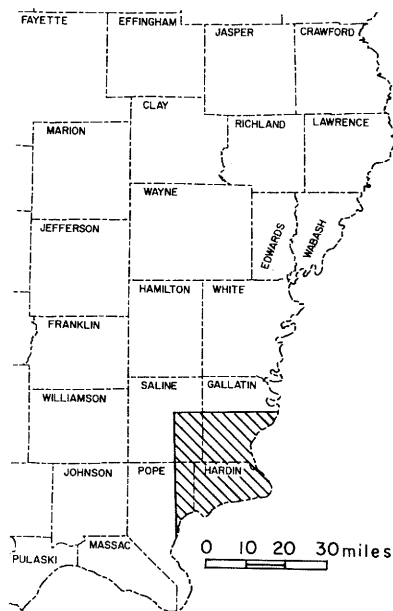 FAYETTE
EFFINGHAM
JASPER
CRAWFORD
CLAY
MARION
RICHLAND
LAWRENCE
WAYNE
JEFFERSON
EDWARDS
WABASH
HAMILTON
WHITE
FRANKLIN
SALINE
GALLATIN
WILLIAMSON
JOHNSON
POPE
HARDIN
MASSAC
PULASKI
0 10 20 30 miles